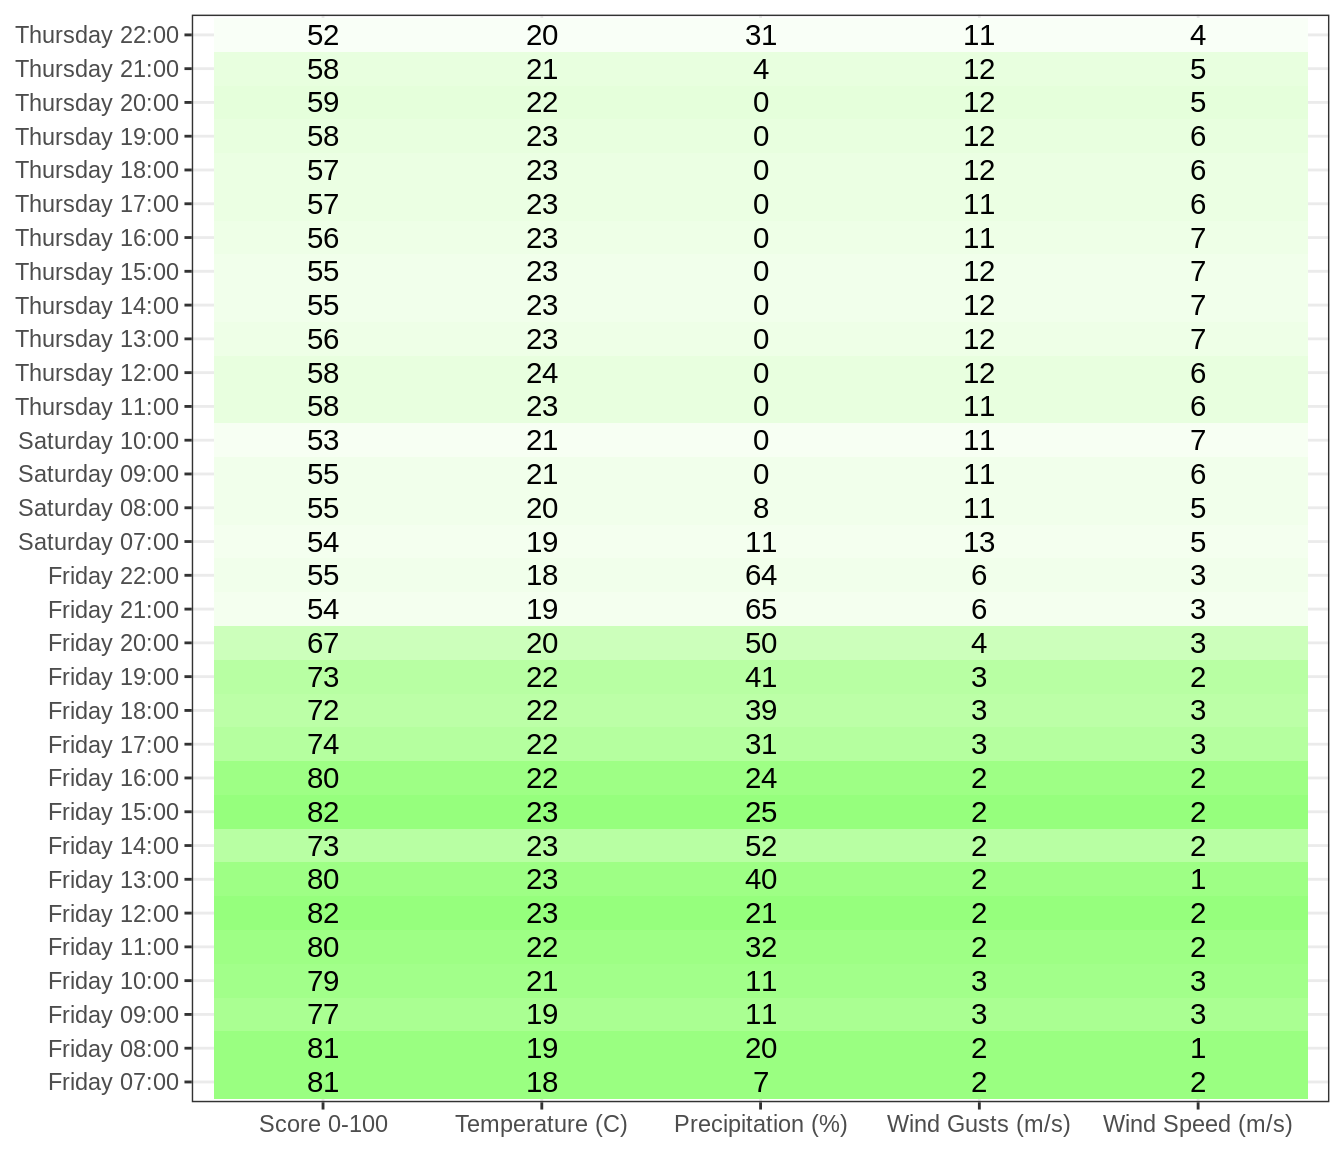 Thursday 22:00 52 20 31 11 4
Thursday 21:00 58 21 4 12 5
Thursday 20:00 59 22 0 12 5
Thursday 19:00 58 23 0 12 6
Thursday 18:00 57 23 0 12 6
Thursday 17:00 57 23 0 11 6
Thursday 16:00 56 23 0 11 7
Thursday 15:00 55 23 0 12 7
Thursday 14:00 55 23 0 12 7
Thursday 13:00 56 23 0 12 7
Thursday 12:00 58 24 0 12 6
Thursday 11:00 58 23 0 11 6
Saturday 10:00 53 21 0 11 7
Saturday 09:00 55 21 0 11 6
Saturday 08:00 55 20 8 11 5
Saturday 07:00 54 19 11 13 5
Friday 22:00 55 18 64 6 3
Friday 21:00 54 19 65 6 3
Friday 20:00 67 20 50 4 3
Friday 19:00 73 22 41 3 2
Friday 18:00 72 22 39 3 3
Friday 17:00 74 22 31 3 3
Friday 16:00 80 22 24 2 2
Friday 15:00 82 23 25 2 2
Friday 14:00 73 23 52 2 2
Friday 13:00 80 23 40 2 1
Friday 12:00 82 23 21 2 2
Friday 11:00 80 22 32 2 2
Friday 10:00 79 21 11 3 3
Friday 09:00 77 19 11 3 3
Friday 08:00 81 19 20 2 1
Friday 07:00 81 18 7 2 2
Score 0-100 Temperature (C) Precipitation (%) Wind Gusts (m/s) Wind Speed (m/s)